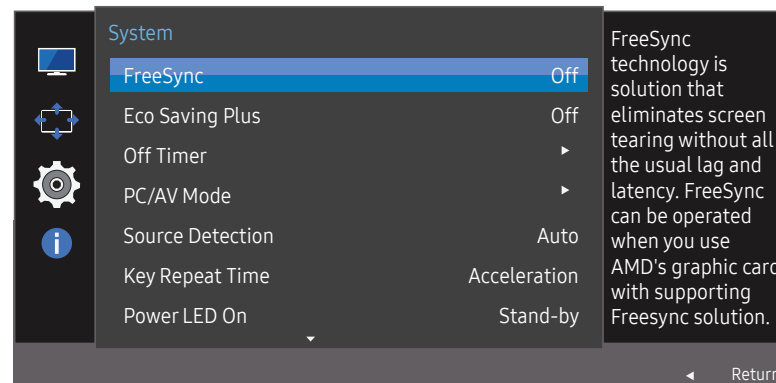 System
FreeSync Off
Eco Saving Plus Off
Off Timer
PC/AV Mode
Source Detection Auto
Key Repeat Time Acceleration
Power LED On Stand-by
FreeSync
technology is
solution that
eliminates screen
tearing without all
the usual lag and
latency. FreeSync
can be operated
when you use
AMD's graphic card
with supporting
Freesync solution.
Return